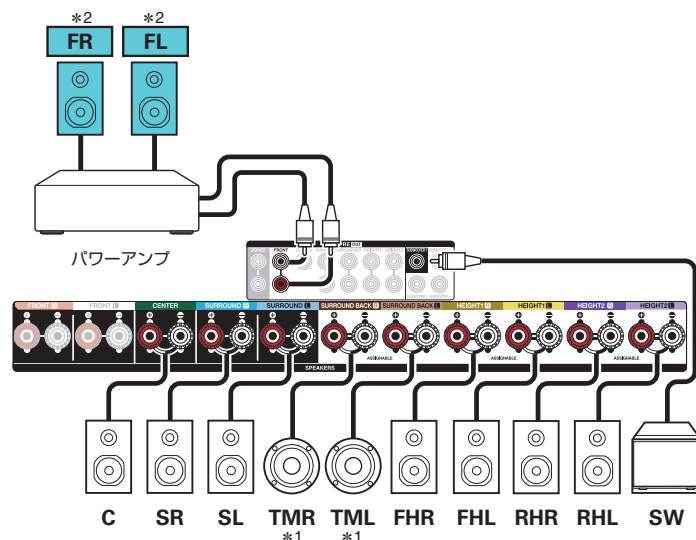 *2 *2
FR FL
パワーアンプ
PRE OUT
FRONT
SUBWOOFER
FRONT R FRONT L CENTER SURROUND R SURROUND L SURROUND BACK R SURROUND BACK L HEIGHT1 R HEIGHT1 L HEIGHT2 R HEIGHT2 L
ASSIGNABLE ASSIGNABLE ASSIGNABLE
SPEAKERS
C SR SL TMR TML FHR FHL RHR RHL SW
*1 *1